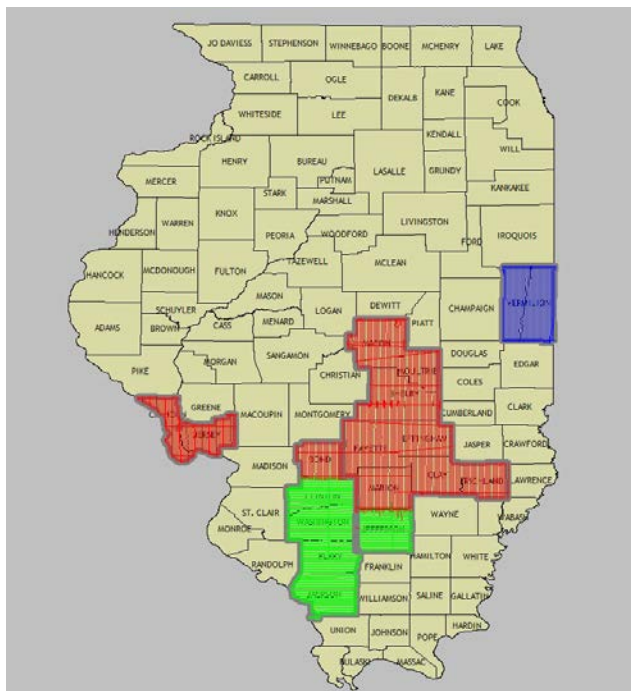 JO DAVIESS STEPHENSON WINNEBAGO BOONE MCHENRY LAKE
CARROLL OGLE
DEKALB KANE COOK
WHITESIDE LEE
ROCK ISLAND KENDALL WILL
HENRY BUREAU LASALLE GRUNDY
MERCER PUTNAM KANKAKEE
STARK MARSHALL
KNOX LIVINGSTON
HENDERSON WARREN WOODFORD
PEORIA FORD IROQUOIS
HANCOCK MCDONOUGH FULTON TAZEWELL MCLEAN
MASON VERMILION
SCHUYLER LOGAN DEWITT CHAMPAIGN
ADAMS BROWN CASS MENARD PIATT
MACON
MORGAN SANGAMON DOUGLAS
PIKE CHRISTIAN MOULTRIE EDGAR
COLES
SHELBY
GREENE MACOUPIN MONTGOMERY CUMBERLAND CLARK
JERSEY
EFFINGHAM JASPER CRAWFORD
FAYETTE
MADISON BOND
CLAY RICHLAND LAWRENCE
MARION
CLINTON
ST. CLAIR WAYNE WABASH
WASHINGTON
MONROE JEFFERSON
PERRY HAMILTON WHITE
RANDOLPH FRANKLIN
JACKSON WILLIAMSON SALINE GALLATIN
UNION JOHNSON POPE HARDIN
PULASKI MASSAC